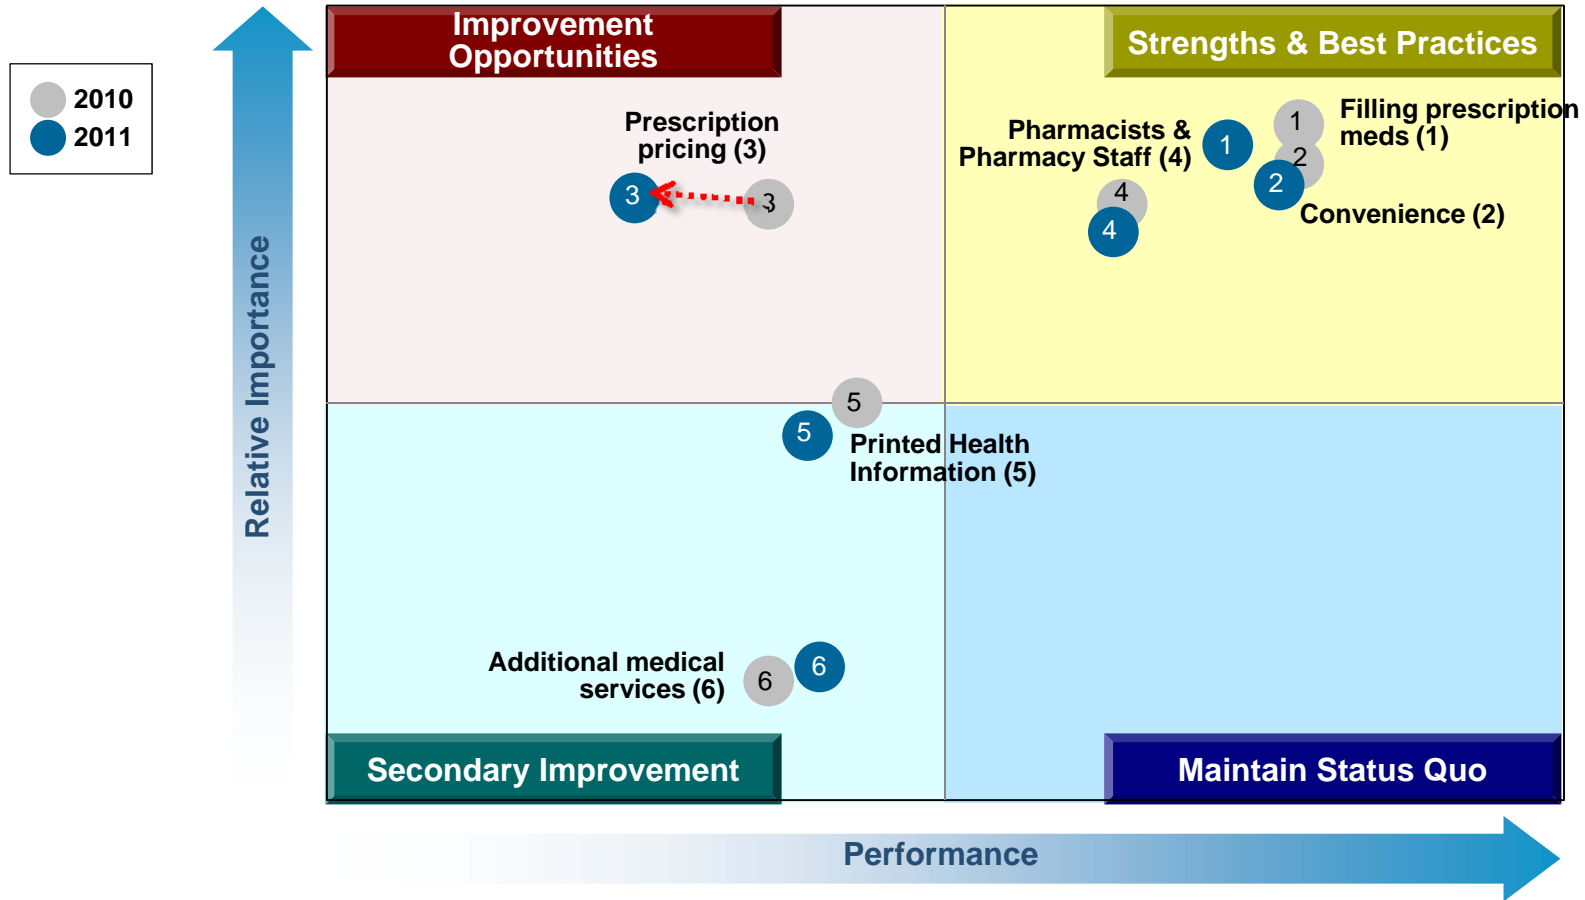 Improvement
Opportunities
Strengths & Best Practices
2010
2011
Prescription
pricing (3)
Pharmacists &
Pharmacy Staff (4)
Filling prescription
meds (1)
1
1
2
2
Convenience (2)
3
3
4
4
Relative Importance
5
5
Printed Health
Information (5)
Additional medical
services (6)
6
6
Secondary Improvement
Maintain Status Quo
Performance